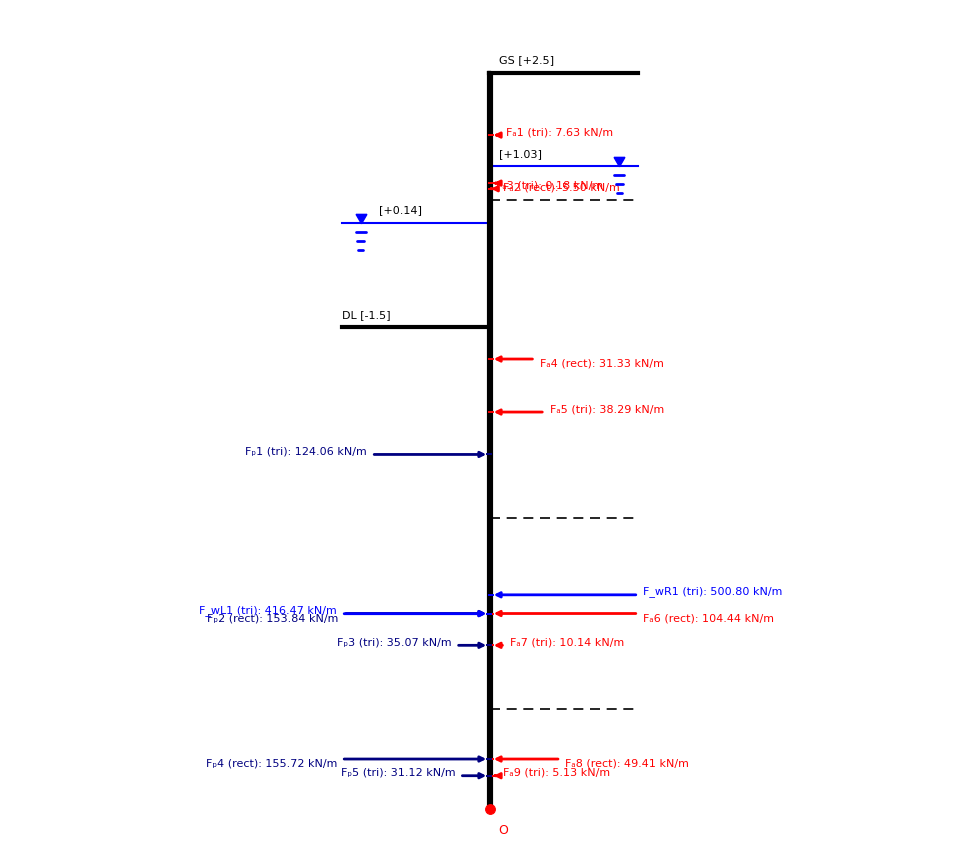 GS [+2.5]
Fₐ1 (tri): 7.63 kN/m
[+1.03]
3 (tri): 0.18 kN/m
Fₐ2 (rect): 5.50 kN/m
[+0.14]
DL [-1.5]
Fₐ4 (rect): 31.33 kN/m
Fₐ5 (tri): 38.29 kN/m
Fₚ1 (tri): 124.06 kN/m
F_wR1 (tri): 500.80 kN/m
F_wL1 (tri): 416.47 kN/m
Fₚ2 (rect): 153.84 kN/m
Fₐ6 (rect): 104.44 kN/m
Fₚ3 (tri): 35.07 kN/m
Fₐ7 (tri): 10.14 kN/m
Fₚ4 (rect): 155.72 kN/m
Fₐ8 (rect): 49.41 kN/m
Fₚ5 (tri): 31.12 kN/m
Fₐ9 (tri): 5.13 kN/m
O